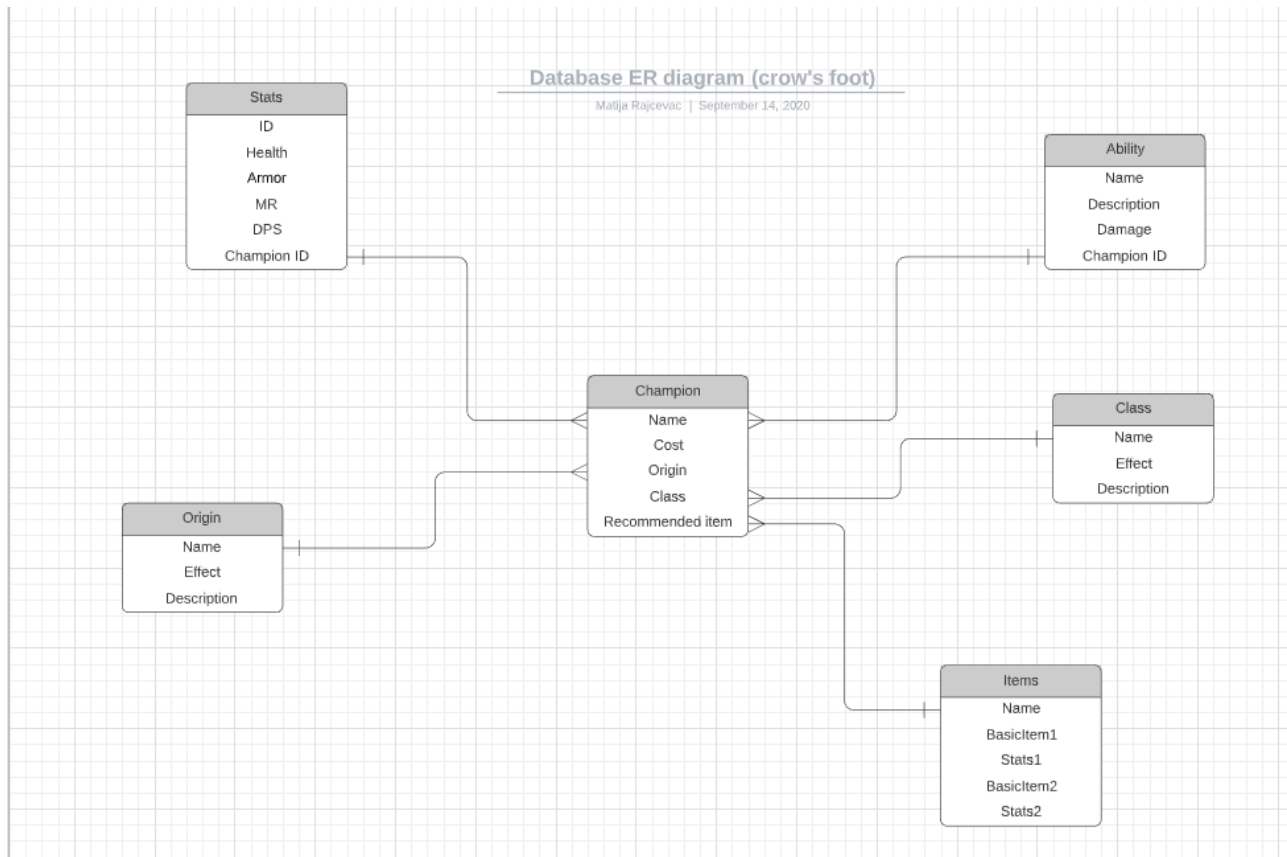 Database ER diagram (crow's foot)
Matija Rajcevac | September 14, 2020
Stats
ID
Health
Armor
MR
DPS
Champion ID
Ability
Name
Description
Damage
Champion ID
Champion
Name
Cost
Origin
Class
Recommended item
Class
Name
Effect
Description
Origin
Name
Effect
Description
Items
Name
BasicItem1
Stats1
BasicItem2
Stats2